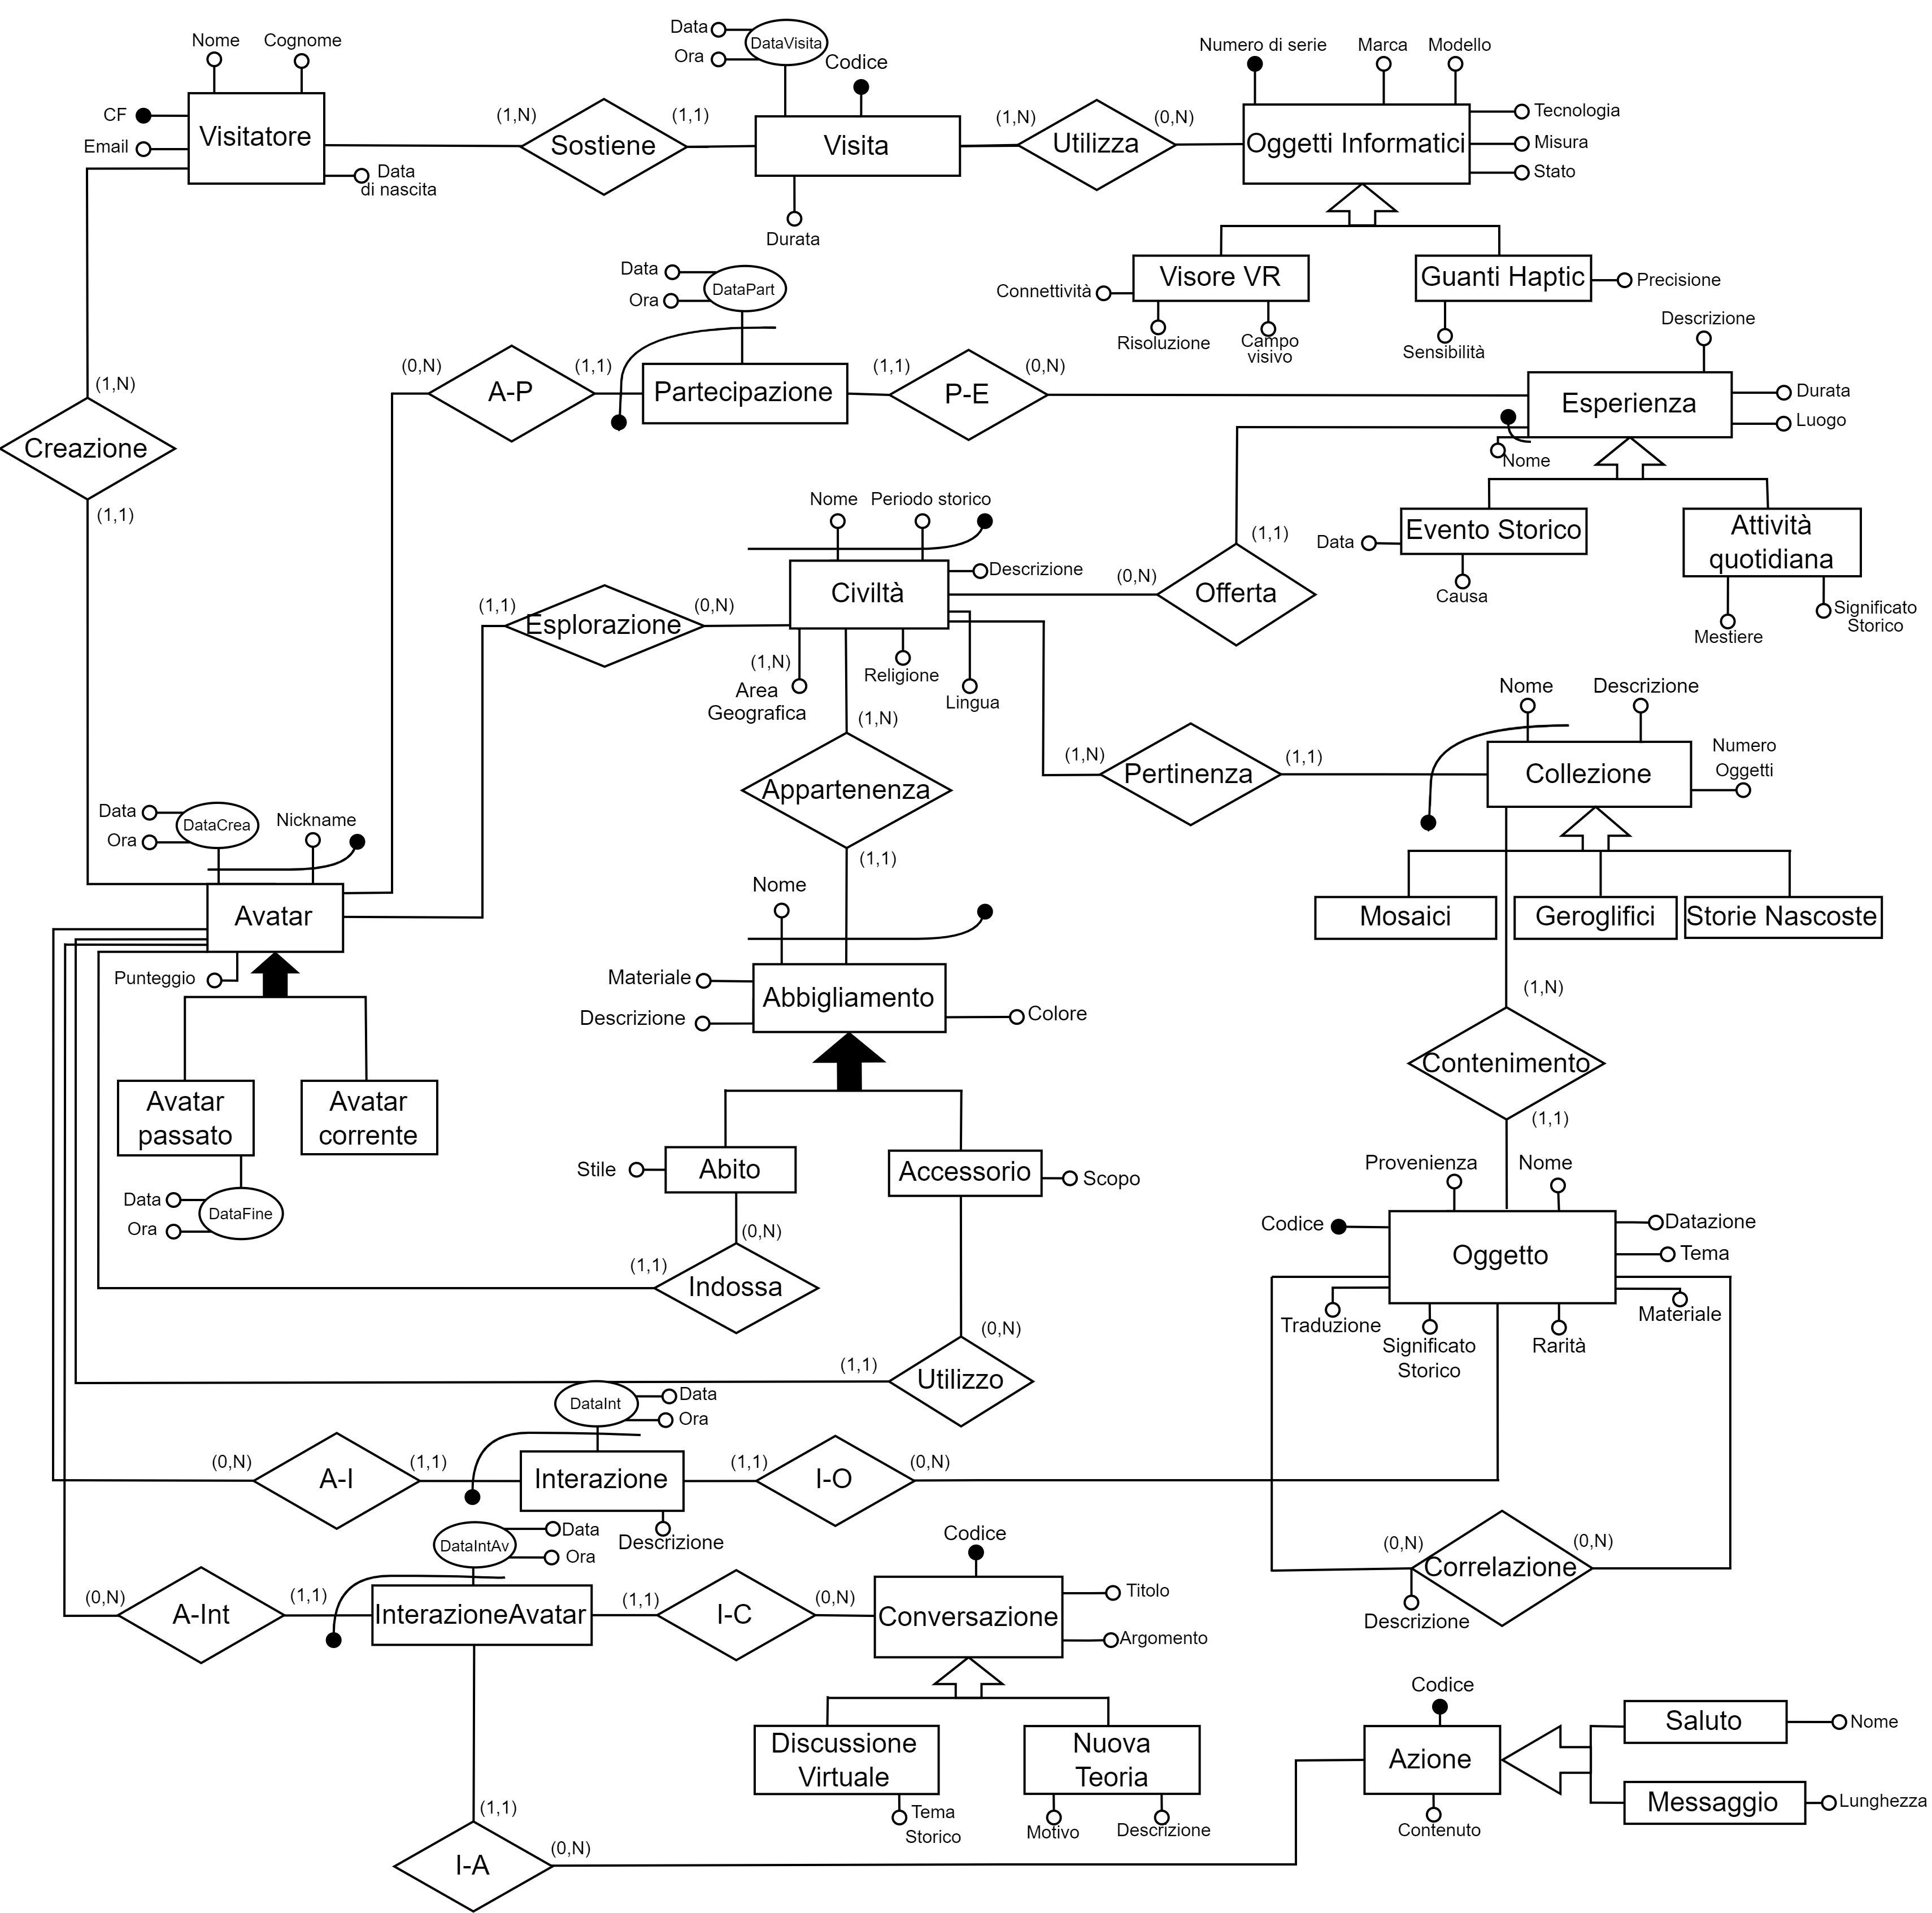 Nome
Cognome
CF
Email
Visitatore
Data
di nascita
(1,N)
Sostiene
(1,1)
Data
Ora
DataVisita
Codice
Visita
Durata
(1,N)
Utilizza
(0,N)
Numero di serie
Marca
Modello
Oggetti Informatici
Tecnologia
Misura
Stato
Visore VR
Connettività
Risoluzione
Campo
visivo
Guanti Haptic
Precisione
Sensibilità
(1,N)
Creazione
(1,1)
(0,N)
A-P
(1,1)
Data
Ora
DataPart
Partecipazione
(1,1)
P-E
(0,N)
Descrizione
Esperienza
Durata
Luogo
Nome
Evento Storico
Data
Causa
Attività
quotidiana
Mestiere
Significato
Storico
Nome
Periodo storico
Civiltà
Descrizione
(1,N)
Area
Geografica
Religione
Lingua
(1,1)
Esplorazione
(0,N)
(0,N)
Offerta
(1,1)
(1,N)
Appartenenza
(1,1)
(1,N)
Pertinenza
(1,1)
Nome
Descrizione
Collezione
Numero
Oggetti
Mosaici
Geroglifici
Storie Nascoste
Data
Ora
DataCrea
Nickname
Avatar
Punteggio
Avatar
passato
Avatar
corrente
Data
Ora
DataFine
Nome
Materiale
Descrizione
Abbigliamento
Colore
Stile
Abito
Accessorio
Scopo
(0,N)
(1,1)
Indossa
(0,N)
(1,1)
Utilizzo
(1,N)
Contenimento
(1,1)
Provenienza
Nome
Codice
Oggetto
Datazione
Tema
Traduzione
Significato
Storico
Rarità
Materiale
DataInt
Data
Ora
(0,N)
A-I
(1,1)
Interazione
Descrizione
(1,1)
I-O
(0,N)
(0,N)
Correlazione
(0,N)
Descrizione
DataIntAv
Data
Ora
(0,N)
A-Int
(1,1)
InterazioneAvatar
(1,1)
I-C
(0,N)
Codice
Conversazione
Titolo
Argomento
Discussione
Virtuale
Tema
Storico
Nuova
Teoria
Motivo
Descrizione
(1,1)
I-A
(0,N)
Codice
Azione
Contenuto
Saluto
Nome
Messaggio
Lunghezza